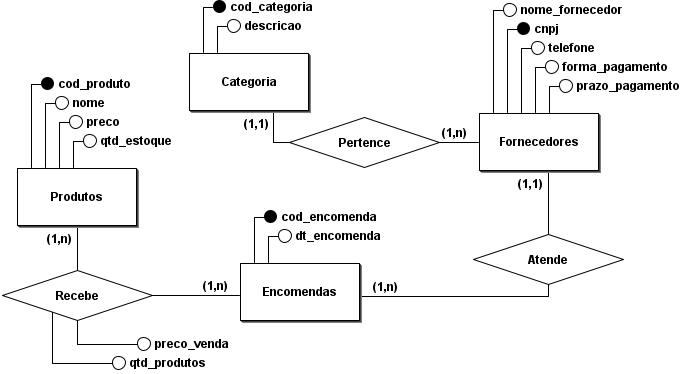 cod_categoria
descricao
Categoria
(1,1)
Pertence
(1,n)
nome_fornecedor
cnpj
telefone
forma_pagamento
prazo_pagamento
Fornecedores
(1,1)
cod_produto
nome
preco
qtd_estoque
Produtos
(1,n)
cod_encomenda
dt_encomenda
Encomendas
Atende
(1,n)
(1,n)
Recebe
preco_venda
qtd_produtos